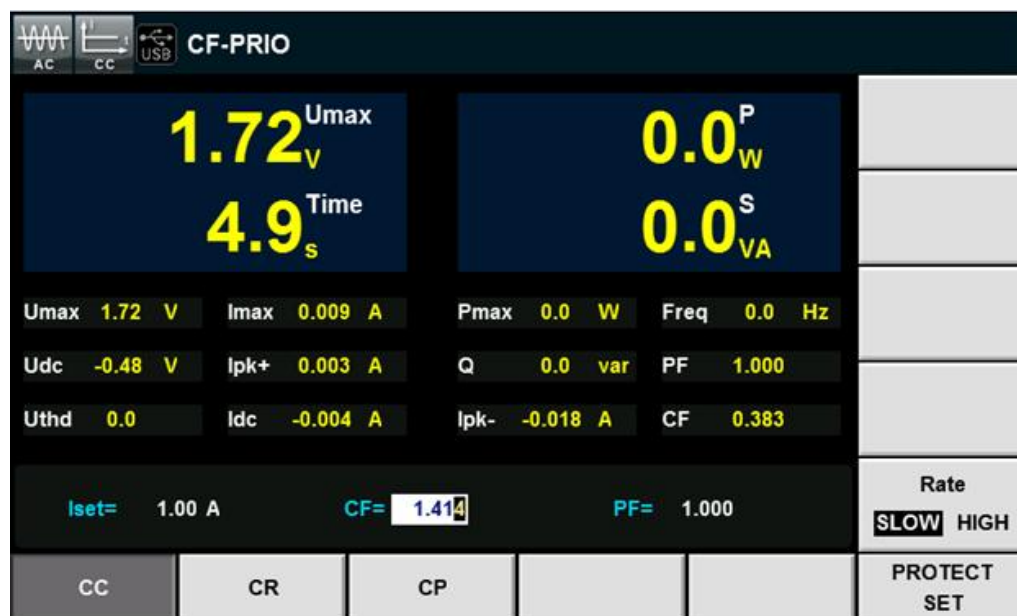 AC CC USB CF-PRIO
1.72 V Umax
4.9 s Time
0.0 W P
0.0 VA S
Umax 1.72 V Imax 0.009 A Pmax 0.0 W Freq 0.0 Hz
Udc -0.48 V Ipk+ 0.003 A Q 0.0 var PF 1.000
Uthd 0.0 Idc -0.004 A Ipk- -0.018 A CF 0.383
Iset= 1.00 A CF= 1.414 PF= 1.000
Rate
SLOW HIGH
CC CR CP
PROTECT
SET